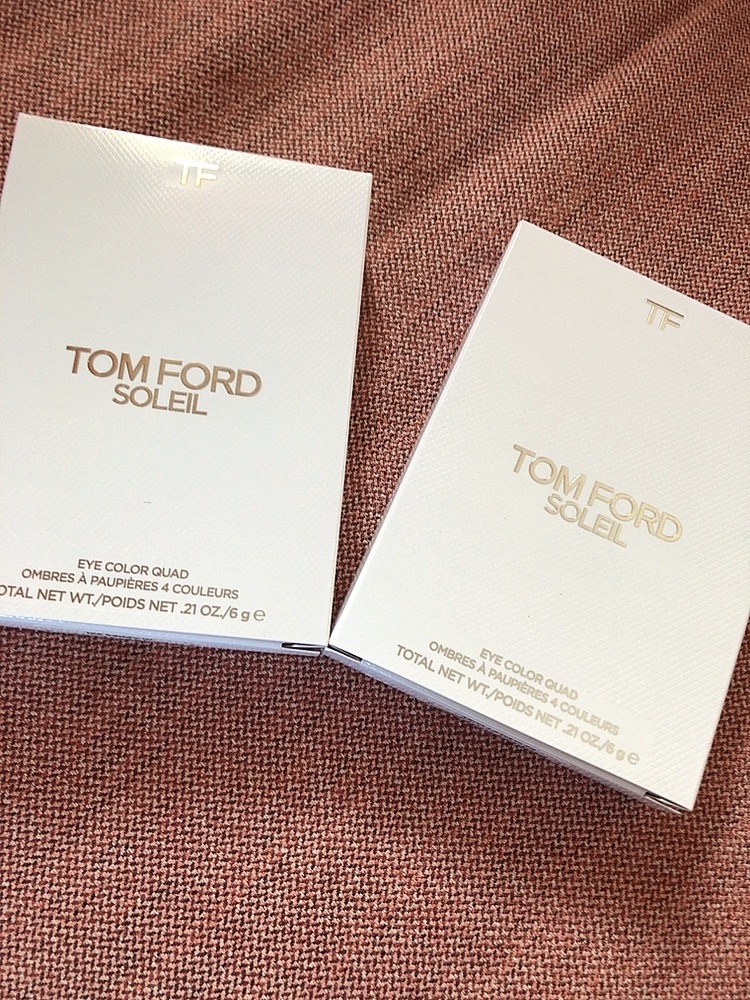 TF
TOM FORD
SOLEIL
EYE COLOR QUAD
OMBRES À PAUPIÈRES 4 COULEURS
OTAL NET WT./POIDS NET .21 OZ./6 g e
TF
TOM FORD
SOLEIL
EYE COLOR QUAD
OMBRES À PAUPIÈRES 4 COULEURS
TOTAL NET WT./POIDS NET .21 OZ./6 g e